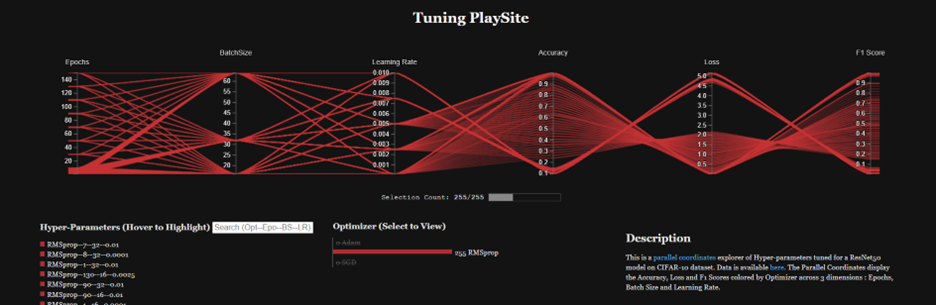 Tuning PlaySite
Epochs
BatchSize
Learning Rate
Accuracy
Loss
F1 Score
140
120
100
80
60
40
20
60
55
50
45
40
35
30
25
20
0.010
0.009
0.008
0.007
0.006
0.005
0.004
0.003
0.002
0.001
0.9
0.8
0.7
0.6
0.5
0.4
0.3
0.2
0.1
5.0
4.5
4.0
3.5
3.0
2.5
2.0
1.5
1.0
0.5
0.9
0.8
0.7
0.6
0.5
0.4
0.3
0.2
0.1
Selection Count: 255/255
Hyper-Parameters (Hover to Highlight) Search (Opt--Epo--BS--LR)
RMSprop--7--32--0.01
RMSprop--8--32--0.0001
RMSprop--1--32--0.01
RMSprop--130--16--0.0025
RMSprop--90--32--0.01
RMSprop--90--16--0.01
Optimizer (Select to View)
0-Adam
255 RMSprop
0-SGD
Description
This is a parallel coordinates explorer of Hyper-parameters tuned for a ResNet50
model on CIFAR-10 dataset. Data is available here. The Parallel Coordinates display
the Accuracy, Loss and F1 Scores colored by Optimizer across 3 dimensions : Epochs,
Batch Size and Learning Rate.